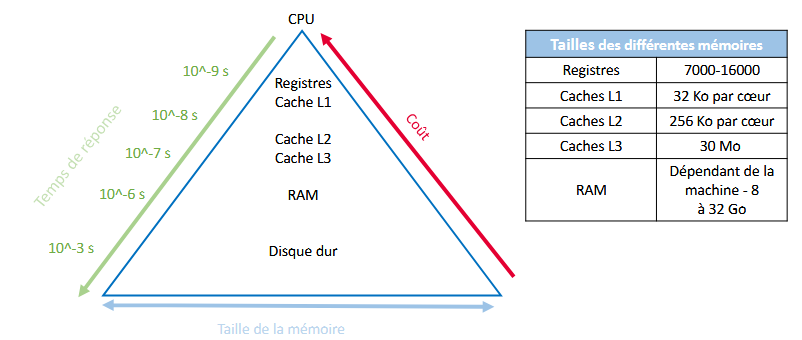 CPU
10^-9 s
10^-8 s
10^-7 s
10^-6 s
10^-3 s
Temps de réponse
Registres
Cache L1
Cache L2
Cache L3
RAM
Disque dur
Coût
Taille de la mémoire
Tailles des différentes mémoires
Registres 7000-16000
Caches L1 32 Ko par cœur
Caches L2 256 Ko par cœur
Caches L3 30 Mo
RAM Dépendant de la
machine - 8
à 32 Go